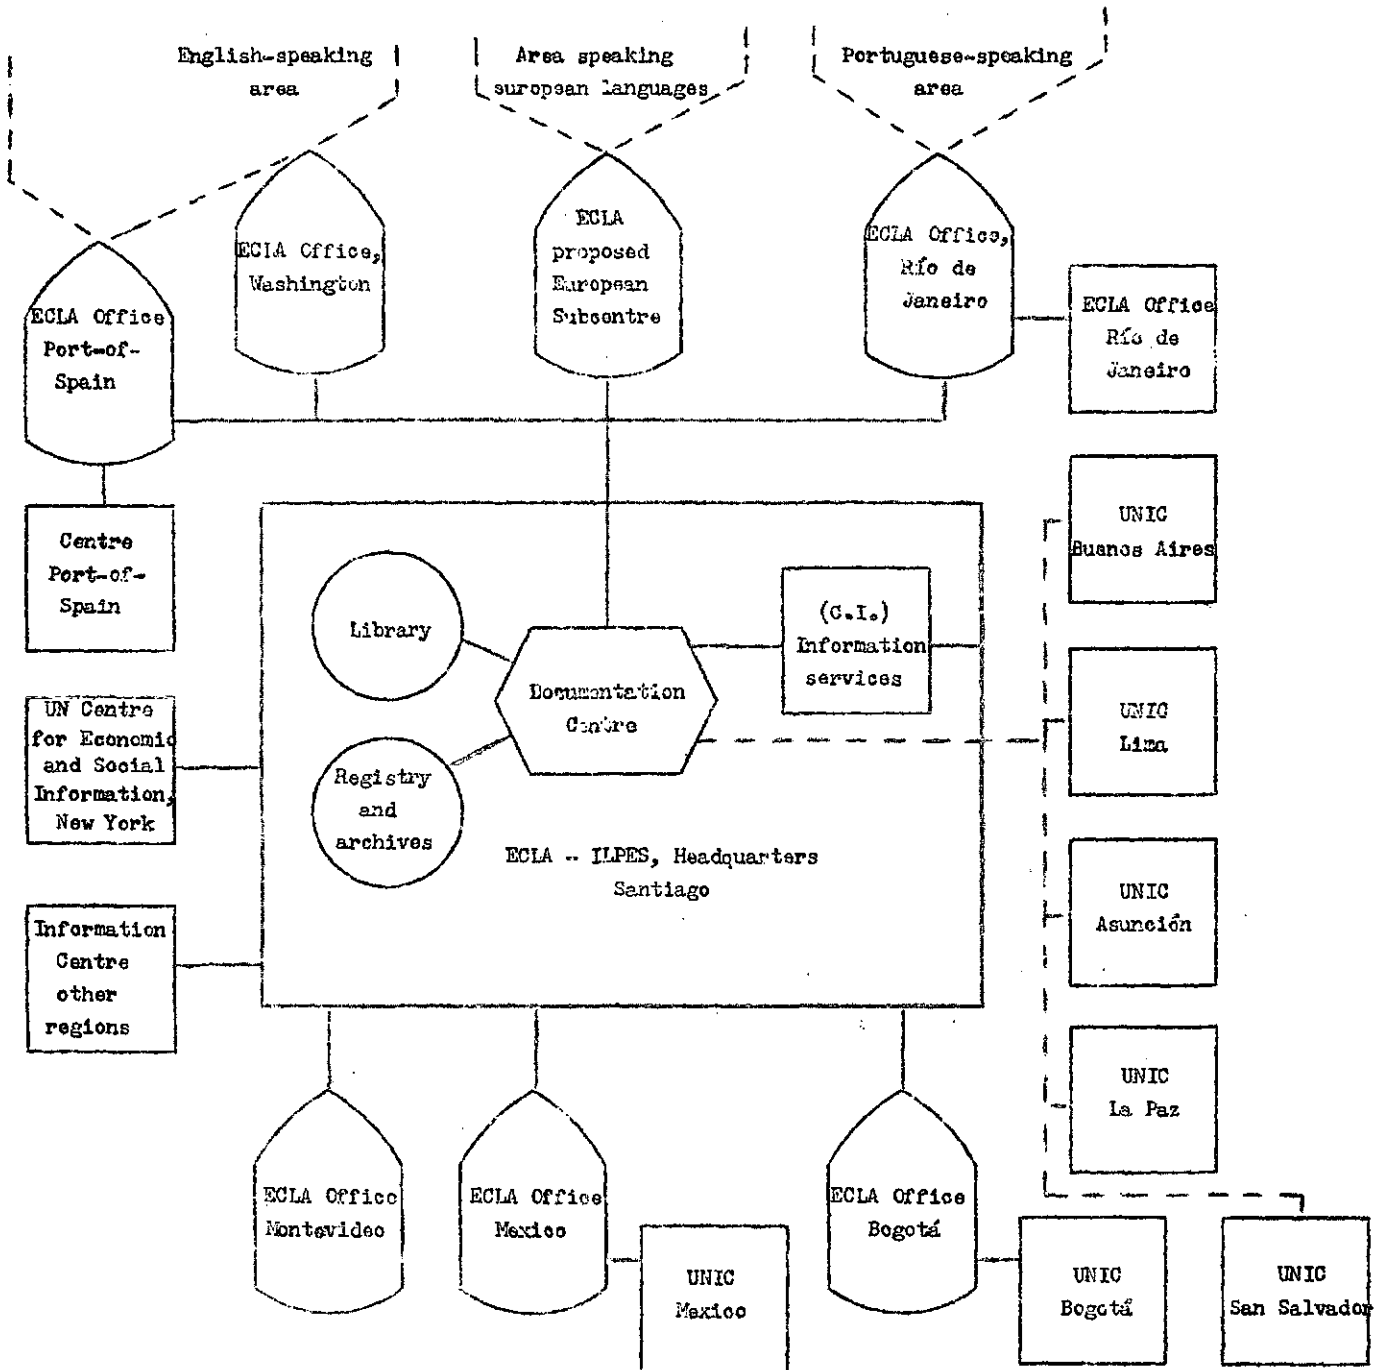 English-speaking
area
Area speaking
european languages
Portuguese-speaking
area
ECLA Office,
Washington
ECLA
proposed
European
Subcentre
ECLA Office,
Río de
Janeiro
ECLA Office
Port-of-
Spain
ECLA Office
Río de
Janeiro
Centre
Port-of-
Spain
UNIC
Buenos Aires
Library
(C.I.)
Information
services
Documentation
Centre
UN Centre
for Economic
and Social
Information,
New York
UNIC
Lima
Registry
and
archives
ECLA -- ILPES, Headquarters
Santiago
Information
Centre
other
regions
UNIC
Asunción
UNIC
La Paz
ECLA Office
Montevideo
ECLA Office
Mexico
ECLA Office
Bogotá
UNIC
Mexico
UNIC
Bogotá
UNIC
San Salvador